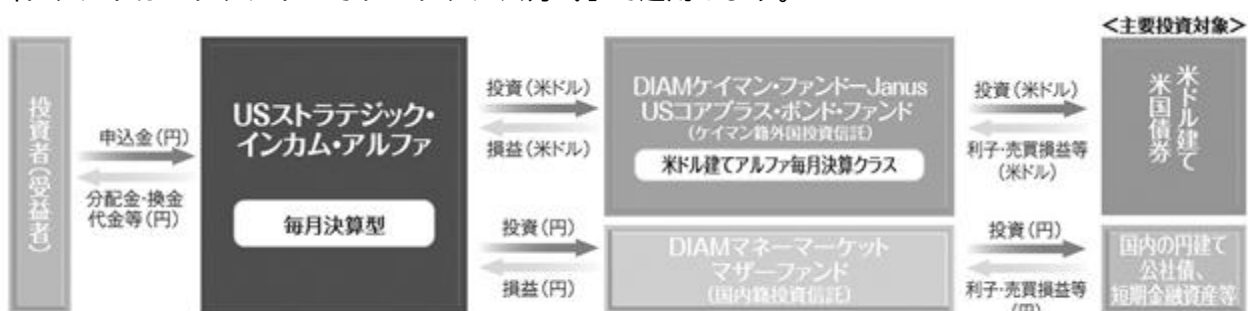 ＜主要投資対象＞
投資者(受益者)
申込金(円)
分配金・換金
代金等(円)
USストラテジック・
インカム・アルファ
毎月決算型
投資(米ドル)
損益(米ドル)
DIAMケイマン・ファンド－Janus
USコアプラス・ボンド・ファンド
(ケイマン籍外国投資信託)
米ドル建てアルファ毎月決算クラス
投資(米ドル)
利子・売買損益等
(米ドル)
米ドル建て
米国債券
投資(円)
損益(円)
DIAMマネーマーケット
マザーファンド
(国内籍投資信託)
投資(円)
利子・売買損益等
(円)
国内の円建て
公社債、
短期金融資産等